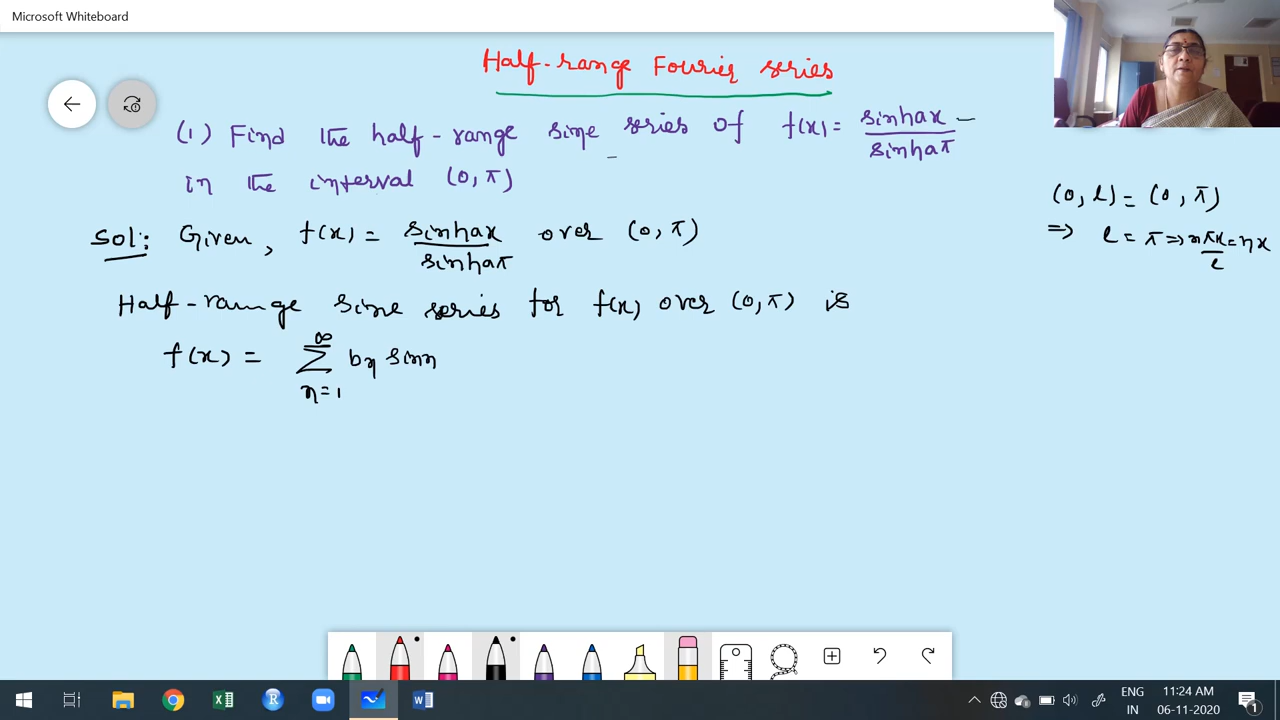 Microsoft Whiteboard
Half-range Fourier series
(1) Find the half-range sine series of f(x) = sinhax / sinhaπ
in the interval (0, π)
(0, l) = (0, π)
⇒ l = π ⇒ nπx/l = nx
Sol: Given, f(x) = sinhax / sinhaπ over (0, π)
Half-range sine series for f(x) over (0, π) is
f(x) = ∞ Σ n=1 bn sinn
ENG
IN
11:24 AM
06-11-2020
1